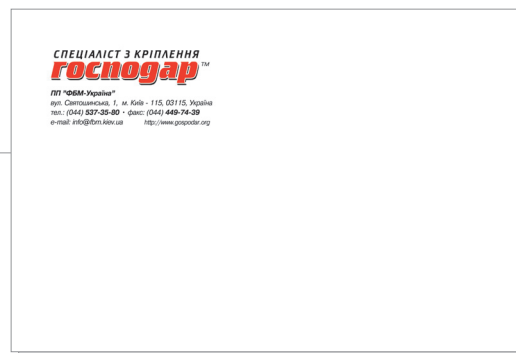 СПЕЦІАЛІСТ З КРІПЛЕННЯ
господар™
ПП "ФБМ-Україна"
вул. Святошинська, 1, м. Київ - 115, 03115, Україна
тел.: (044) 537-35-80 • факс: (044) 449-74-39
e-mail: info@fbm.kiev.ua http://www.gospodar.org